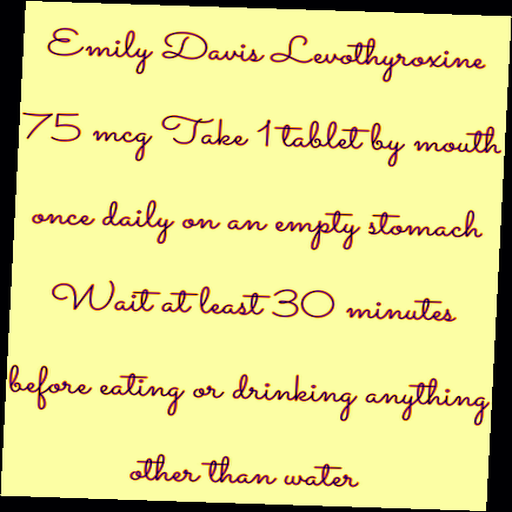 Emily Davis Levothyroxine
75 mcg Take 1 tablet by mouth
once daily on an empty stomach
Wait at least 30 minutes
before eating or drinking anything
other than water